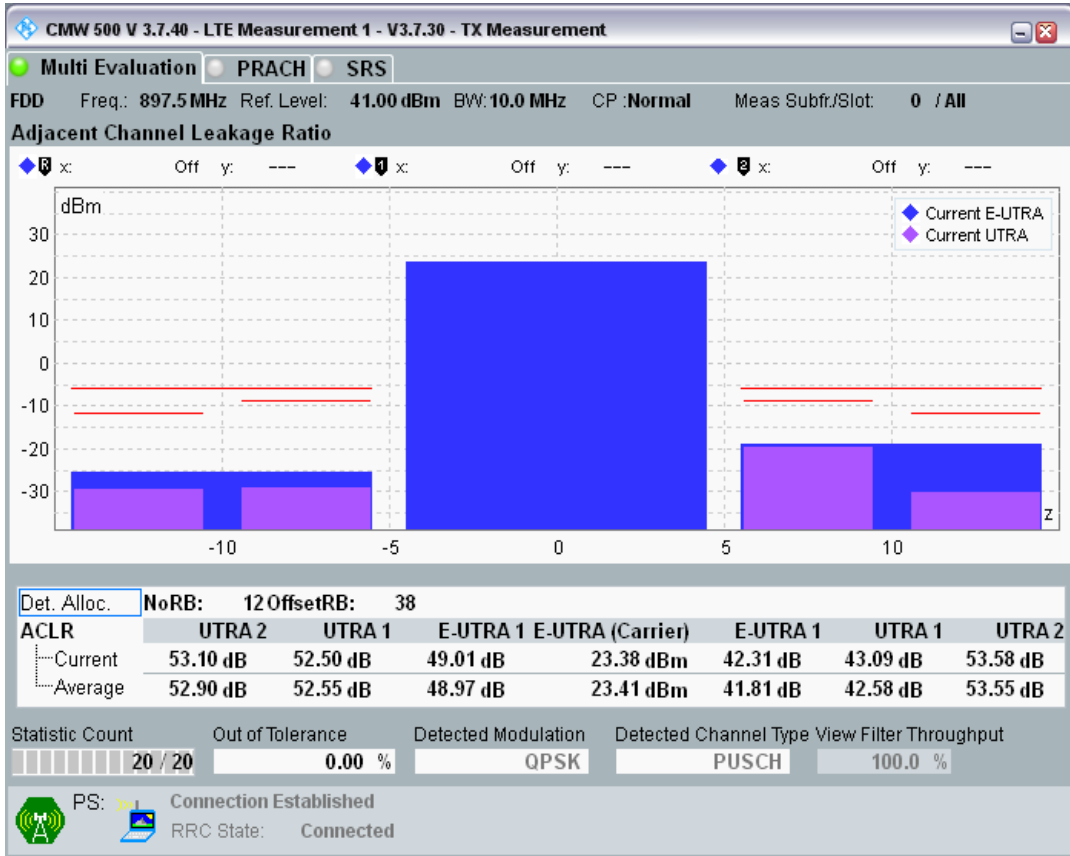 CMW 500 V 3.7.40 - LTE Measurement 1 - V3.7.30 - TX Measurement
Multi Evaluation PRACH SRS
FDD Freq.: 897.5 MHz Ref. Level: 41.00 dBm BW: 10.0 MHz CP :Normal Meas Subfr./Slot: 0 / All
Adjacent Channel Leakage Ratio
R x: Off y: --- 1 x: Off y: --- 2 x: Off y: ---
dBm
Current E-UTRA
Current UTRA
30
20
10
0
-10
-20
-30
z
-10 -5 0 5 10
Det. Alloc. NoRB: 12 OffsetRB: 38
ACLR UTRA 2 UTRA 1 E-UTRA 1 E-UTRA (Carrier) E-UTRA 1 UTRA 1 UTRA 2
Current 53.10 dB 52.50 dB 49.01 dB 23.38 dBm 42.31 dB 43.09 dB 53.58 dB
Average 52.90 dB 52.55 dB 48.97 dB 23.41 dBm 41.81 dB 42.58 dB 53.55 dB
Statistic Count Out of Tolerance Detected Modulation Detected Channel Type View Filter Throughput
20 / 20 0.00 % QPSK PUSCH 100.0 %
PS: Connection Established
RRC State: Connected